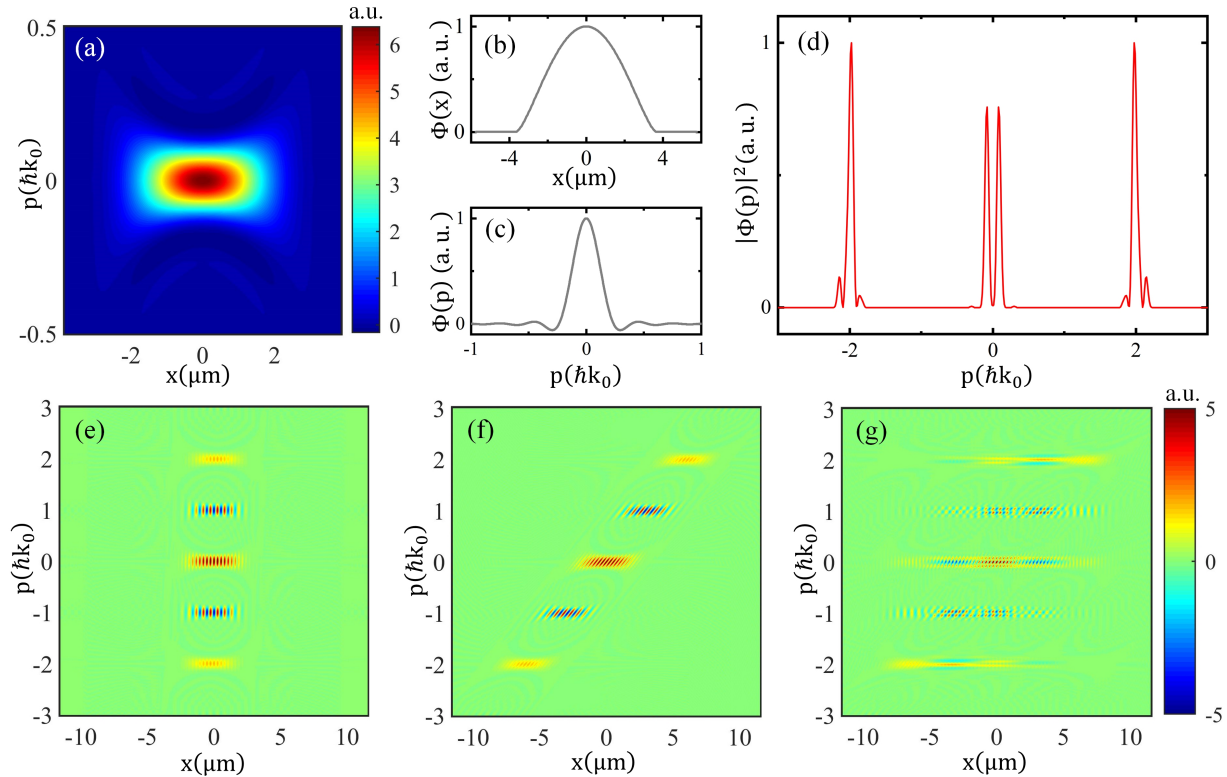 a.u.
(a)
0.5
0
-0.5
p(ℏk₀)
-2 0 2
x(μm)
6
5
4
3
2
1
0
(b)
Φ(x) (a.u.)
1
0
-4 0 4
x(μm)
(c)
Φ(p) (a.u.)
1
0
-1 0 1
p(ℏk₀)
(d)
|Φ(p)|²(a.u.)
1
0
-2 0 2
p(ℏk₀)
(e)
p(ℏk₀)
3
2
1
0
-1
-2
-3
-10 -5 0 5 10
x(μm)
(f)
p(ℏk₀)
3
2
1
0
-1
-2
-3
-10 -5 0 5 10
x(μm)
(g)
p(ℏk₀)
3
2
1
0
-1
-2
-3
-10 -5 0 5 10
x(μm)
a.u.
5
0
-5